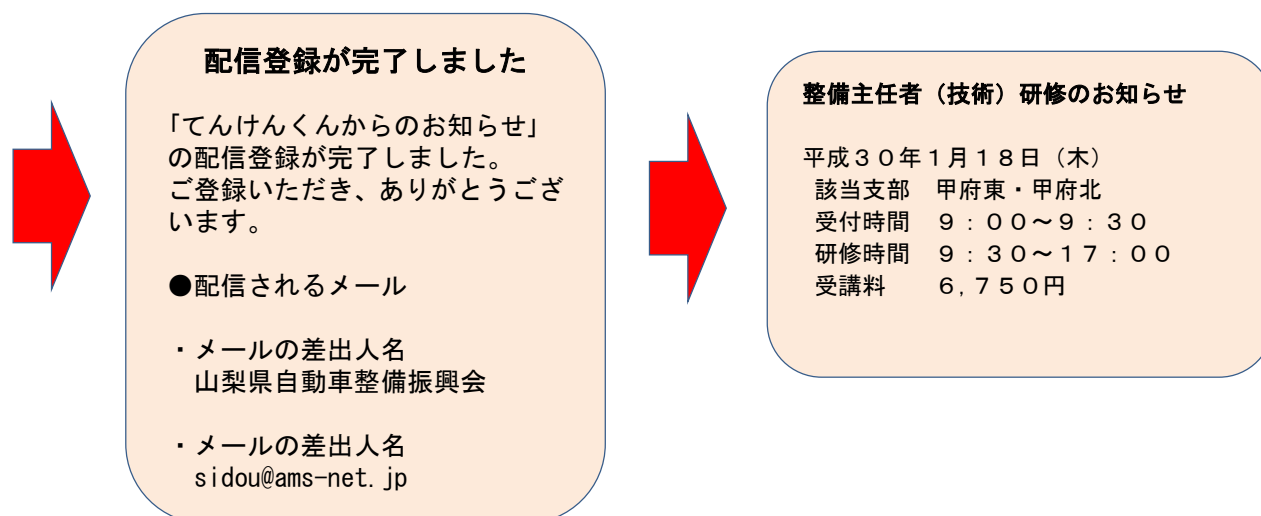 配信登録が完了しました
「てんけんくんからのお知らせ」
の配信登録が完了しました。
ご登録いただき、ありがとうござ
います。
●配信されるメール
・メールの差出人名
山梨県自動車整備振興会
・メールの差出人名
sidou@ams-net.jp
整備主任者（技術）研修のお知らせ
平成３０年１月１８日（木）
該当支部　甲府東・甲府北
受付時間　９：００～９：３０
研修時間　９：３０～１７：００
受講料　　６，７５０円